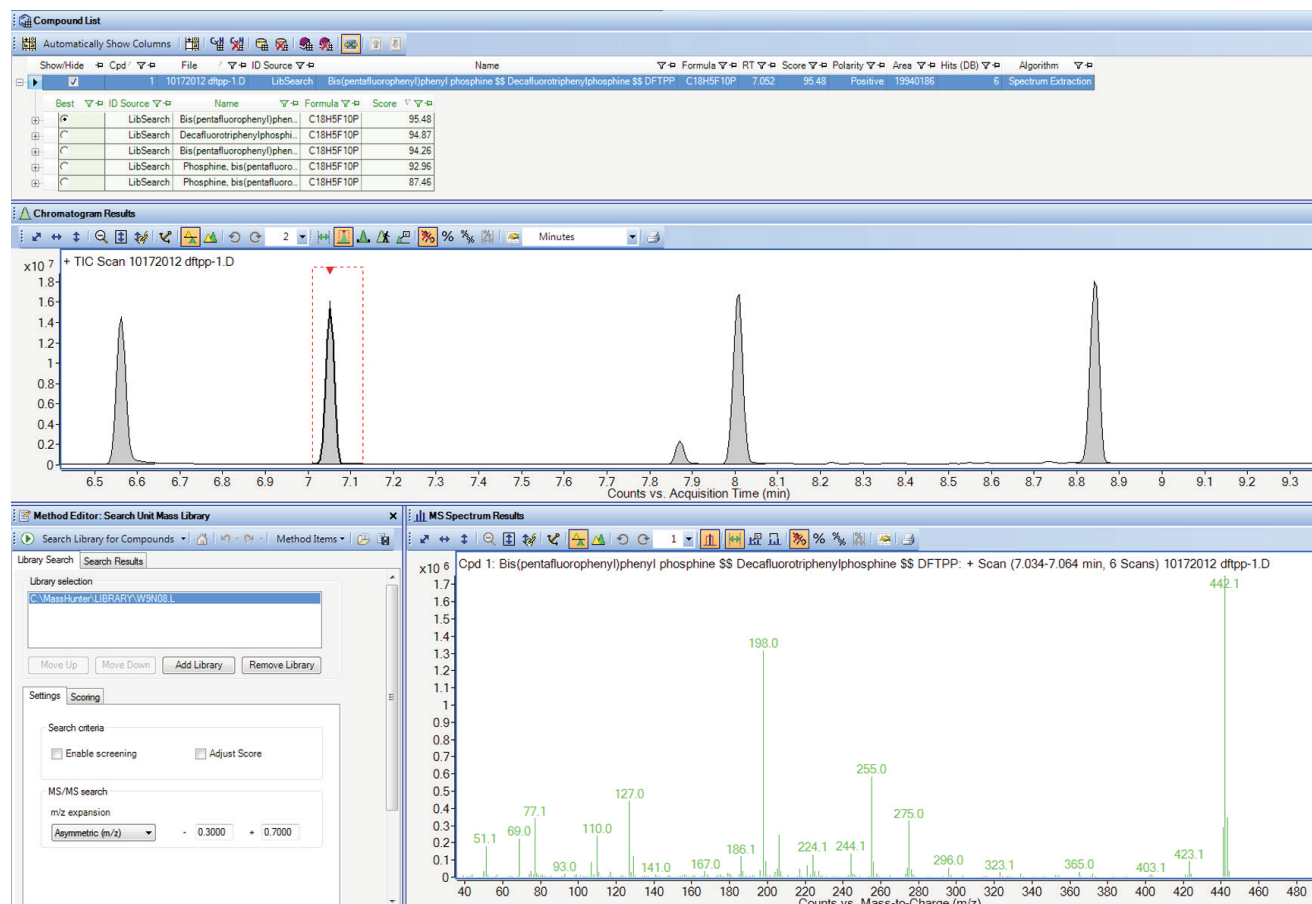 Compound List
Automatically Show Columns
Show/Hide Cpd File ID Source Name Formula RT Score Polarity Area Hits (DB) Algorithm
1 10172012 dftpp-1.D LibSearch Bis(pentafluorophenyl)phenyl phosphine $$ Decafluorotriphenylphosphine $$ DFTPP C18H5F10P 7.052 95.48 Positive 19940186 6 Spectrum Extraction
Best ID Source Name Formula Score
LibSearch Bis(pentafluorophenyl)phen... C18H5F10P 95.48
LibSearch Decafluorotriphenylphosphi... C18H5F10P 94.87
LibSearch Bis(pentafluorophenyl)phen... C18H5F10P 94.26
LibSearch Phosphine, bis(pentafluoro... C18H5F10P 92.96
LibSearch Phosphine, bis(pentafluoro... C18H5F10P 87.46
Chromatogram Results
2 % Minutes
x10 7 + TIC Scan 10172012 dftpp-1.D
1.8
1.6
1.4
1.2
1
0.8
0.6
0.4
0.2
0
6.5 6.6 6.7 6.8 6.9 7 7.1 7.2 7.3 7.4 7.5 7.6 7.7 7.8 7.9 8 8.1 8.2 8.3 8.4 8.5 8.6 8.7 8.8 8.9 9 9.1 9.2 9.3
Counts vs. Acquisition Time (min)
Method Editor: Search Unit Mass Library
Search Library for Compounds Method Items
Library Search Search Results
Library selection
C:\MassHunter\LIBRARY\W9N08.L
Move Up Move Down Add Library Remove Library
Settings Scoring
Search criteria
Enable screening Adjust Score
MS/MS search
m/z expansion
Asymmetric (m/z) - 0.3000 + 0.7000
MS Spectrum Results
1 %
x10 6 Cpd 1: Bis(pentafluorophenyl)phenyl phosphine $$ Decafluorotriphenylphosphine $$ DFTPP: + Scan (7.034-7.064 min, 6 Scans) 10172012 dftpp-1.D
1.7
1.6
1.5
1.4
1.3
1.2
1.1
1
0.9
0.8
0.7
0.6
0.5
0.4
0.3
0.2
0.1
0
51.1 69.0 77.1 93.0 110.0 127.0 141.0 167.0 186.1 198.0 224.1 244.1 255.0 275.0 296.0 323.1 365.0 403.1 423.1 442.1
40 60 80 100 120 140 160 180 200 220 240 260 280 300 320 340 360 380 400 420 440 460 480
Counts vs. Mass-to-Charge (m/z)